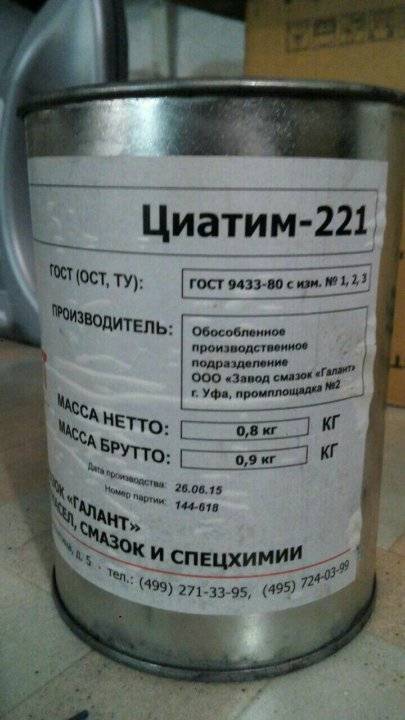 Циатим-221
ГОСТ (ОСТ, ТУ): ГОСТ 9433-80 с изм. № 1, 2, 3
ПРОИЗВОДИТЕЛЬ: Обособленное
производственное
подразделение
ООО «Завод смазок «Галант»
г. Уфа, промплощадка №2
МАССА НЕТТО: 0,8 кг КГ
МАССА БРУТТО: 0,9 кг КГ
Дата производства: 26.06.15
Номер партии: 144-618
«ГАЛАНТ»
СМАЗОК И СПЕЦХИМИИ
д. 5 · тел.: (499) 271-33-95, (495) 724-03-99